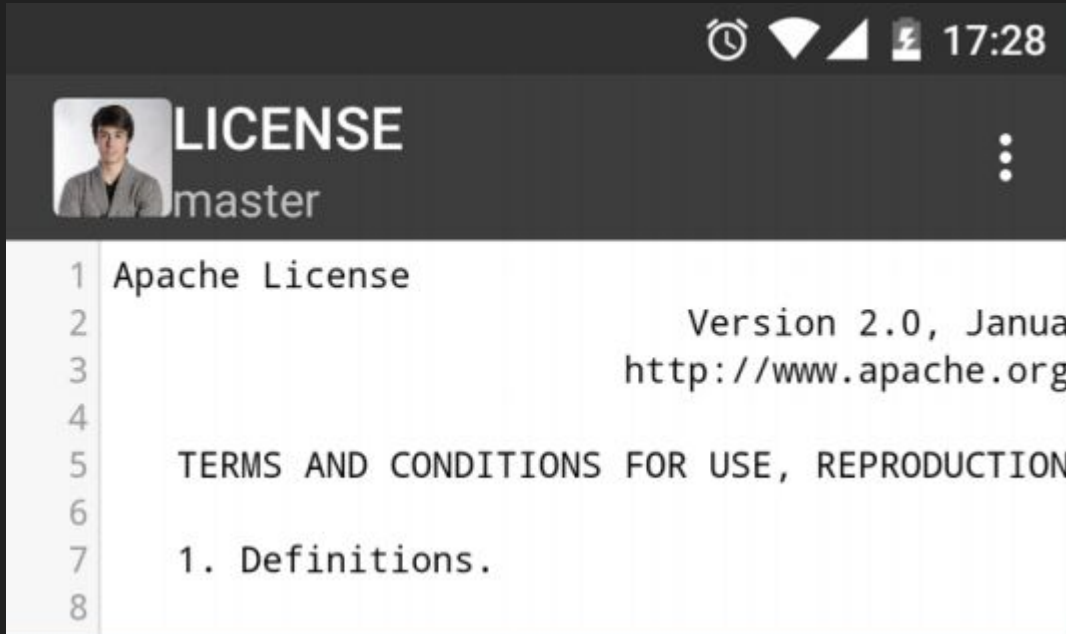 17:28
LICENSE
master
1 Apache License
2 Version 2.0, Janua
3 http://www.apache.org
4
5 TERMS AND CONDITIONS FOR USE, REPRODUCTION
6
7 1. Definitions.
8